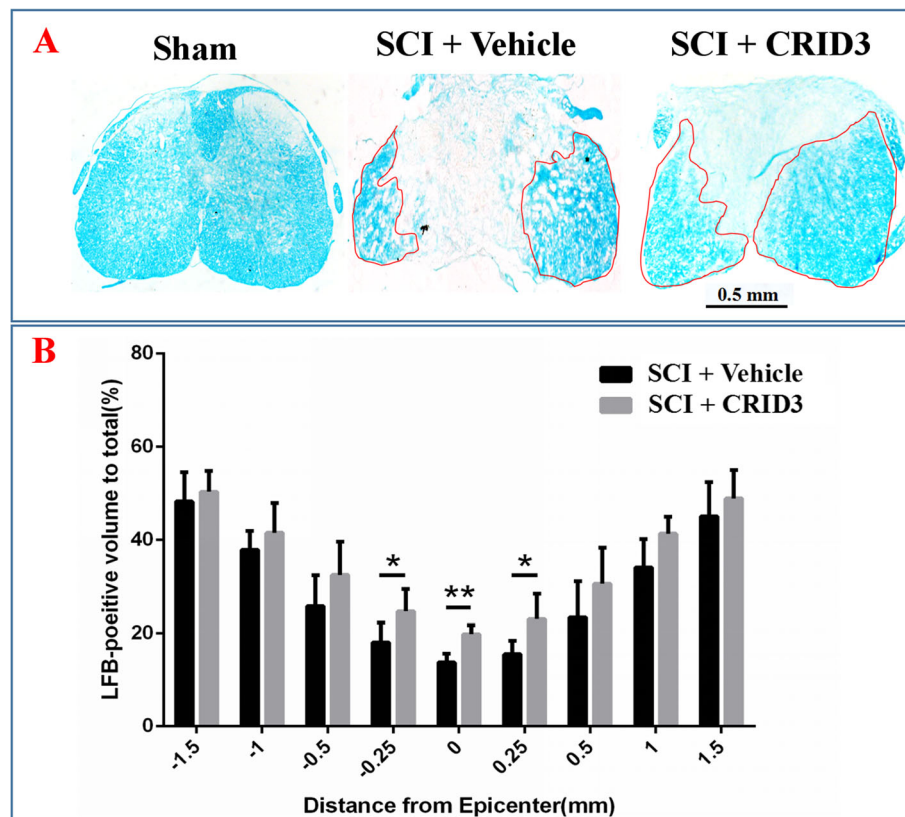 A
Sham
SCI + Vehicle
SCI + CRID3
0.5 mm
B
LFB-poeitive volume to total(%)
80
60
40
20
0
SCI + Vehicle
SCI + CRID3
*
**
*
-1.5
-1
-0.5
-0.25
0
0.25
0.5
1
1.5
Distance from Epicenter(mm)